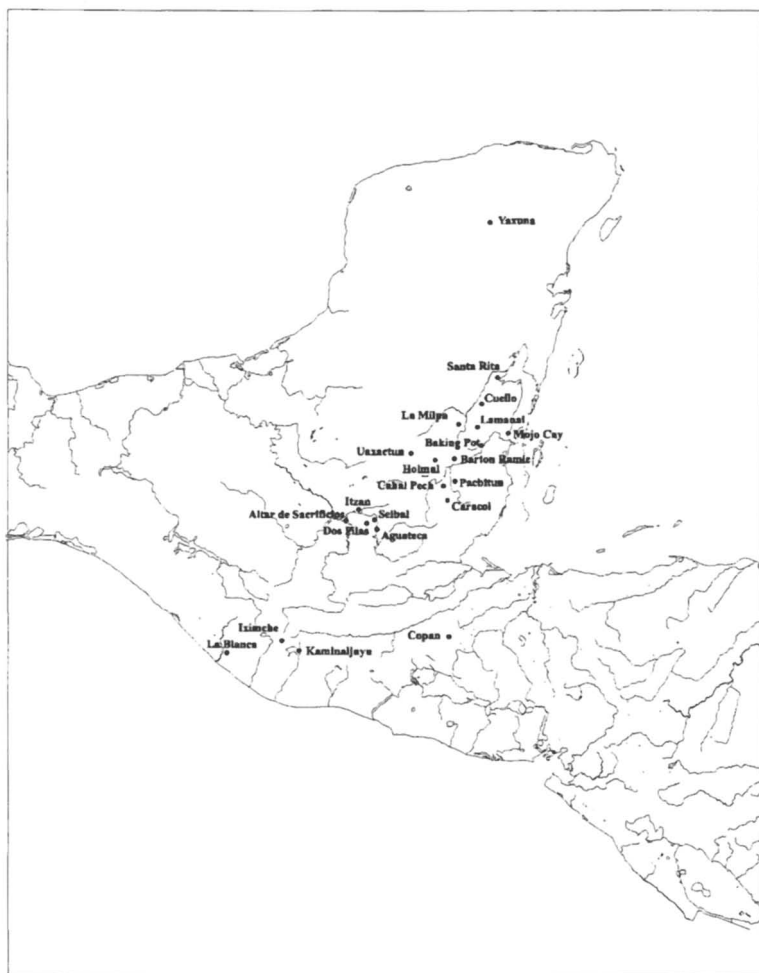 Yaxuna
Santa Rita
Cuello
La Milpa
Lamanai
Mojo Cay
Baking Pot
Uaxactun
Barton Ramie
Holmul
Cahal Pech
Pacbitun
Caracol
Itzan
Altar de Sacrificios
Seibal
Dos Pilas
Aguateca
Iximche
Copan
La Blanca
Kaminaljuyu